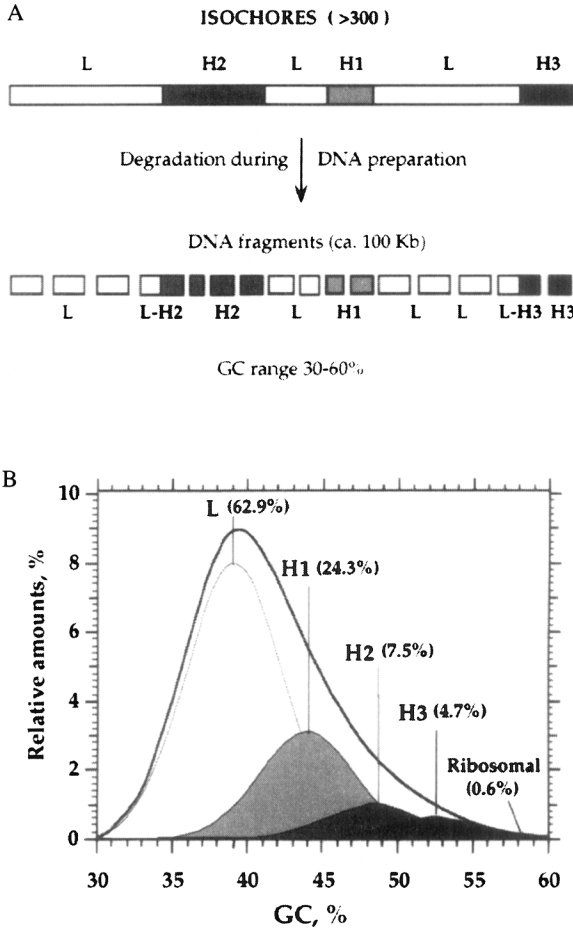 A
ISOCHORES (>300)
L H2 L H1 L H3
Degradation during DNA preparation
DNA fragments (ca. 100 Kb)
L L-H2 H2 L H1 L L L-H3 H3
GC range 30-60%
B
10
8
6
4
2
0
Relative amounts, %
L (62.9%)
H1 (24.3%)
H2 (7.5%)
H3 (4.7%)
Ribosomal
(0.6%)
30 35 40 45 50 55 60
GC, %